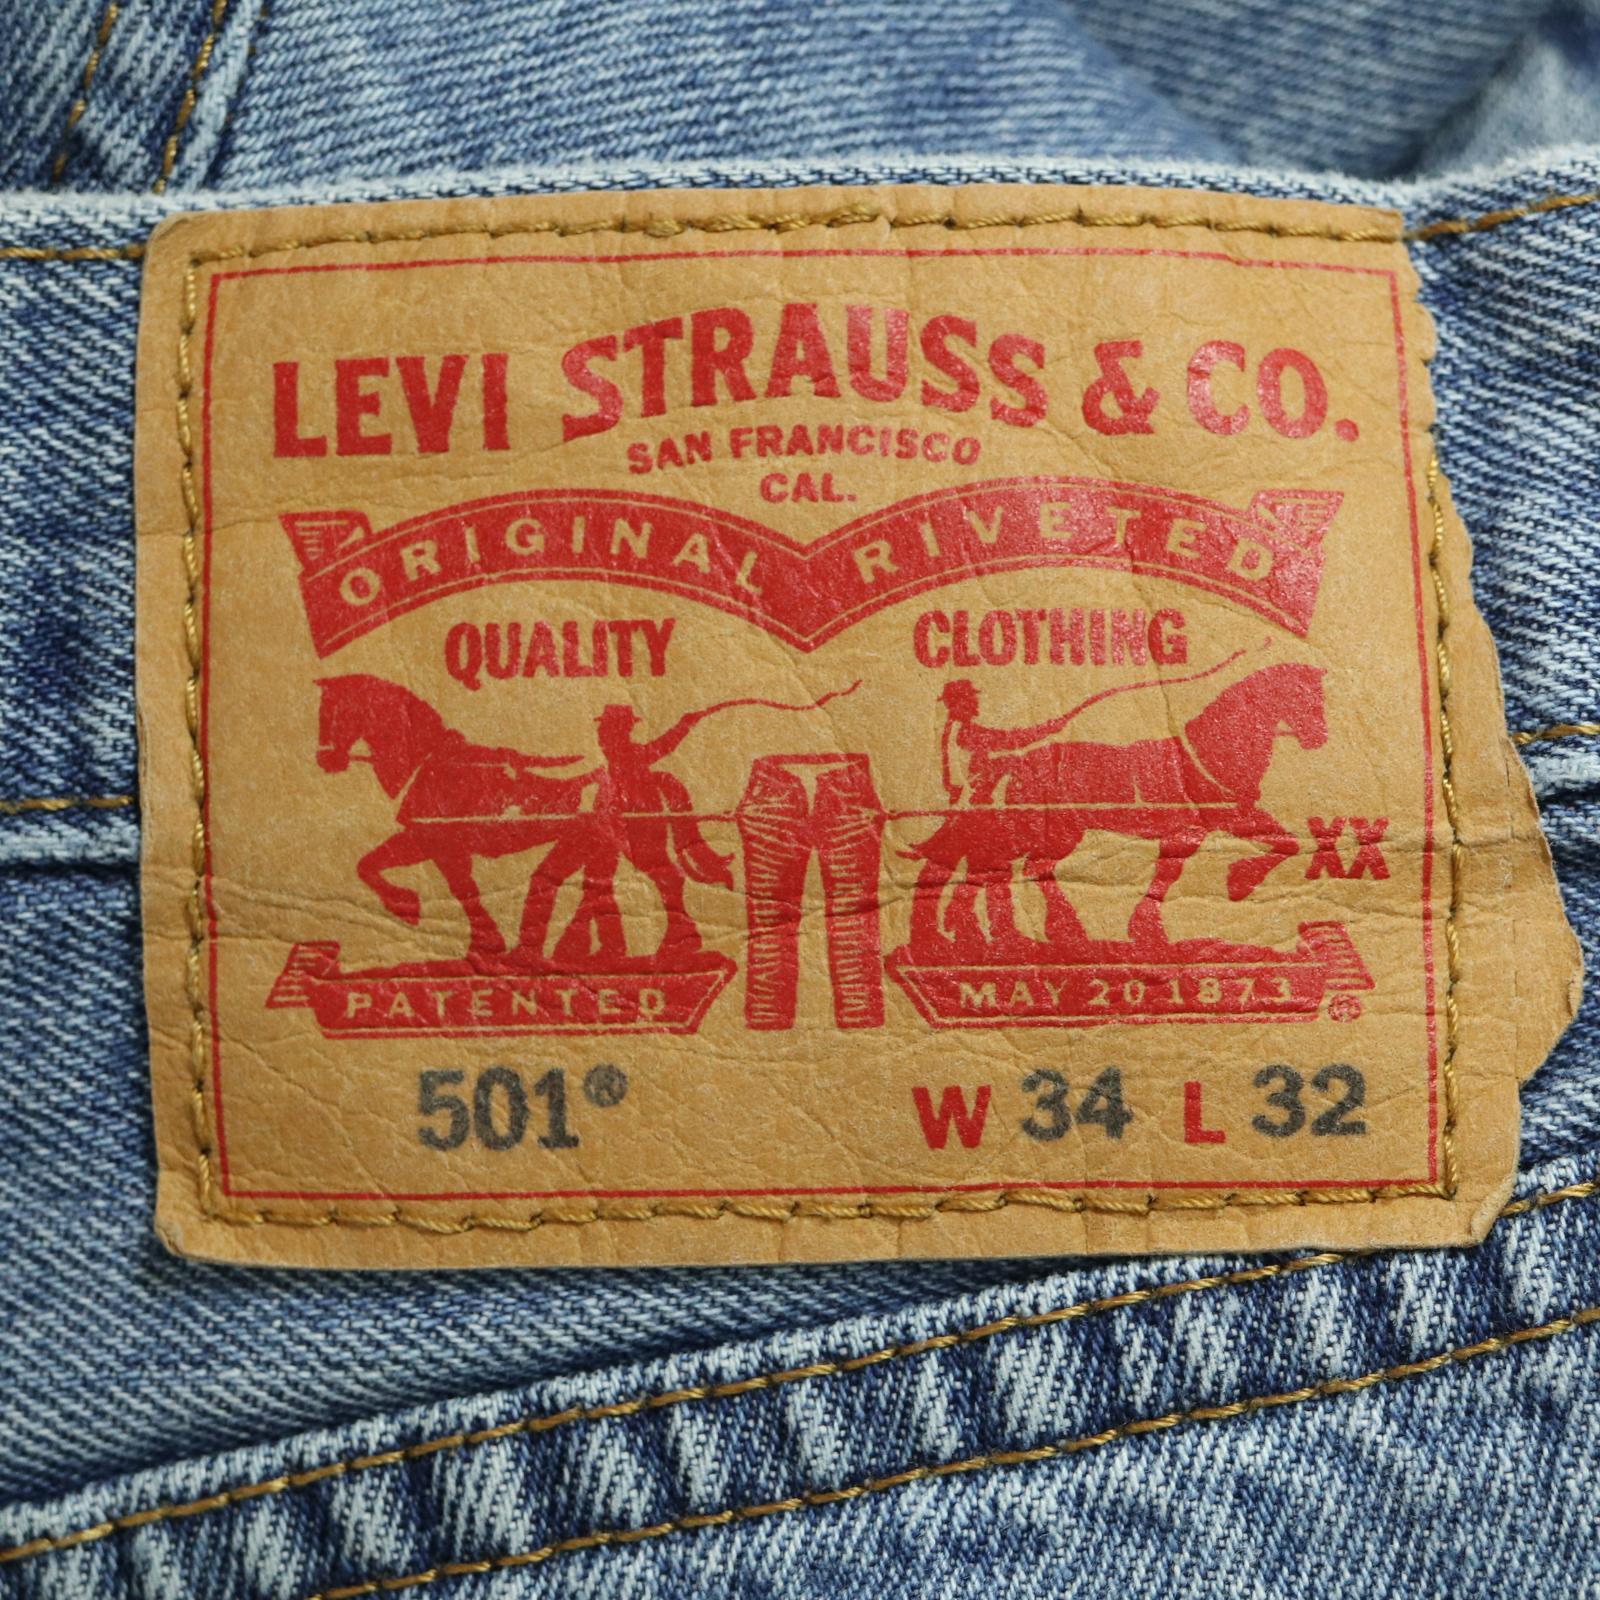 LEVI STRAUSS & CO.
SAN FRANCISCO
CAL.
ORIGINAL RIVETED
QUALITY CLOTHING
XX
PATENTED MAY 20 1873 ®
501® W 34 L 32